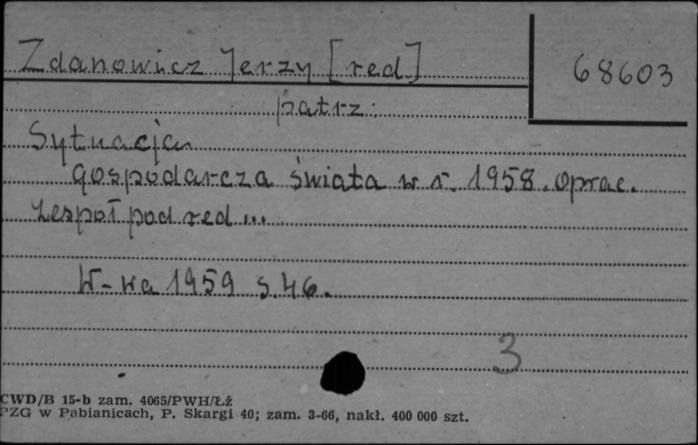 Zdanowicz Jerzy [red.]
68603
patrz:
Sytuacja
gospodarcza świata w r. 1958. Oprac.
zespół pod red...
W-wa 1959 s. 46.
3
CWD/B 15-b zam. 4065/PWH/Łź
PZG w Pabianicach, P. Skargi 40; zam. 3-66, nakł. 400 000 szt.